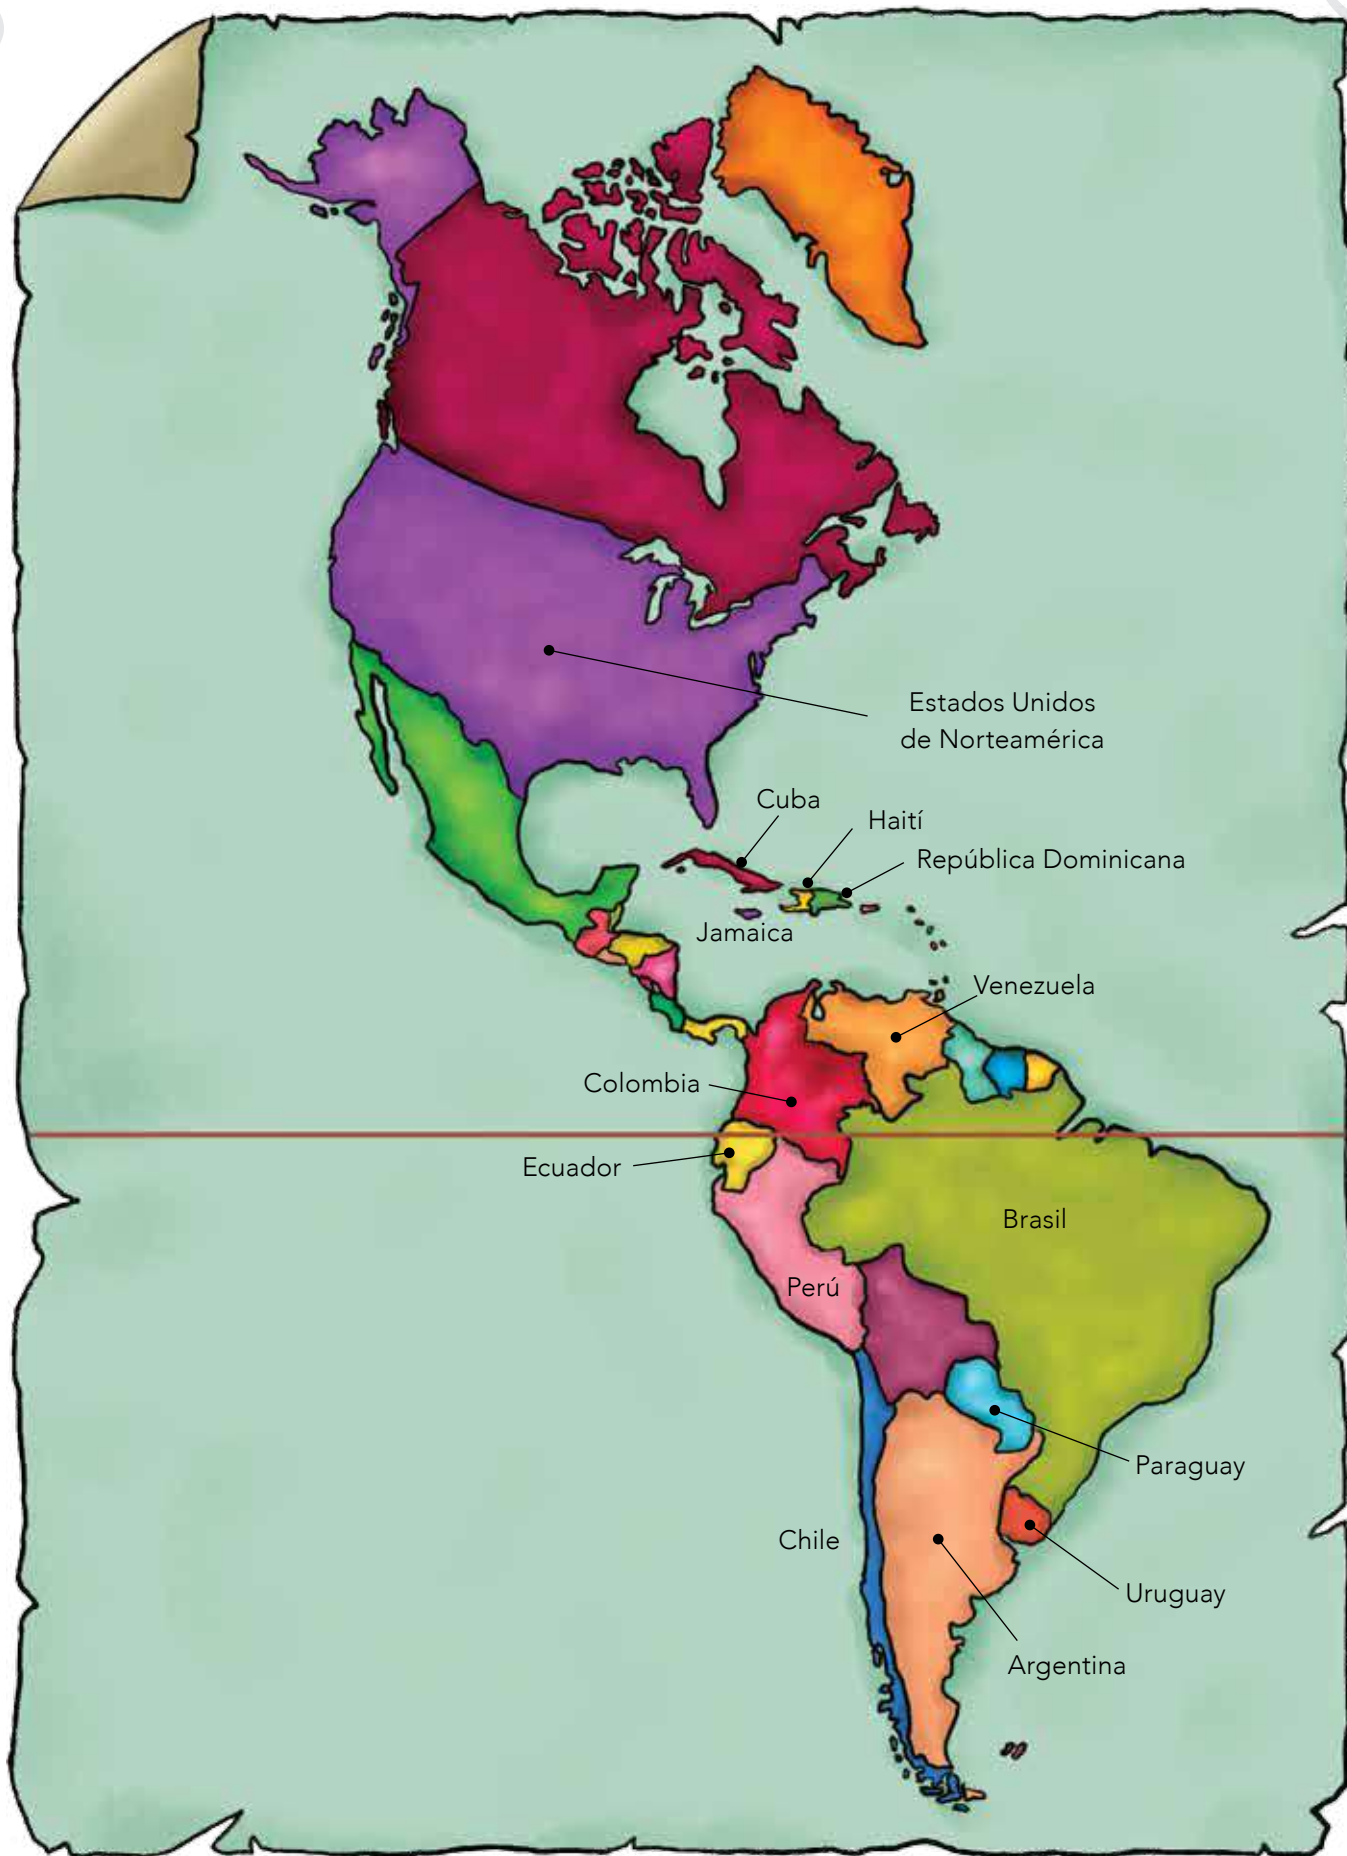 Estados Unidos
de Norteamérica
Cuba
Haití
República Dominicana
Jamaica
Venezuela
Colombia
Ecuador
Brasil
Perú
Paraguay
Chile
Uruguay
Argentina